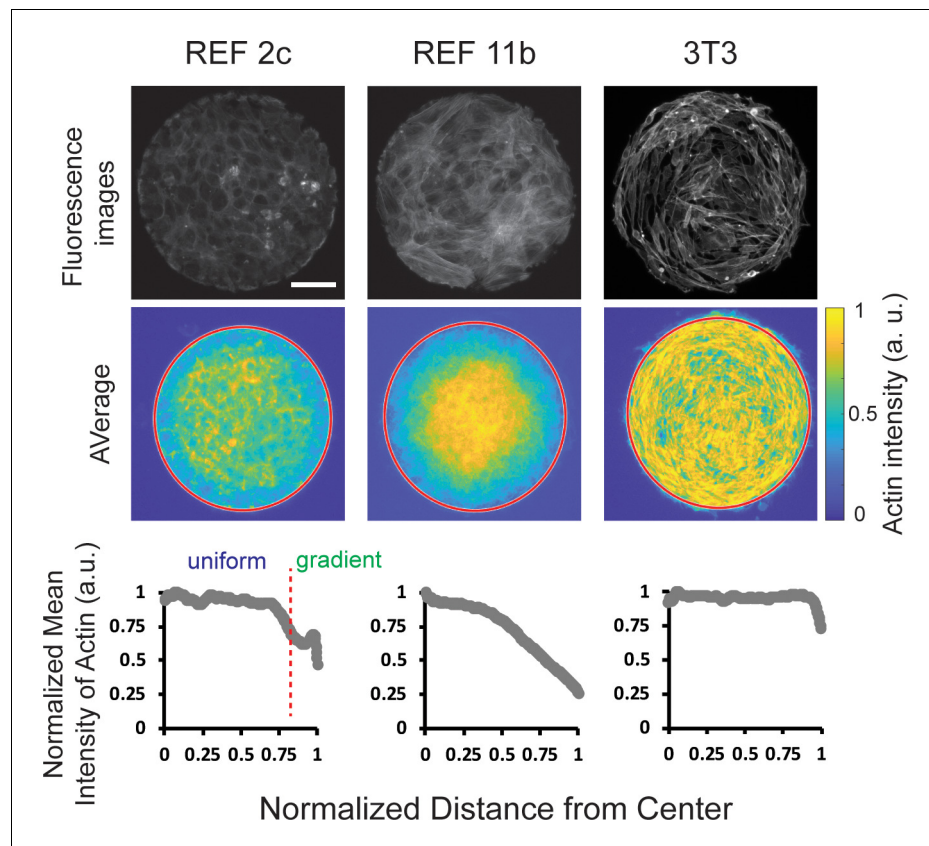 REF 2c
REF 11b
3T3
Fluorescence
images
AVerage
1
0.5
0
Actin intensity (a. u.)
uniform
gradient
Normalized Mean
Intensity of Actin (a.u.)
1
0.75
0.5
0.25
0
0 0.25 0.5 0.75 1
1
0.75
0.5
0.25
0
0 0.25 0.5 0.75 1
1
0.75
0.5
0.25
0
0 0.25 0.5 0.75 1
Normalized Distance from Center